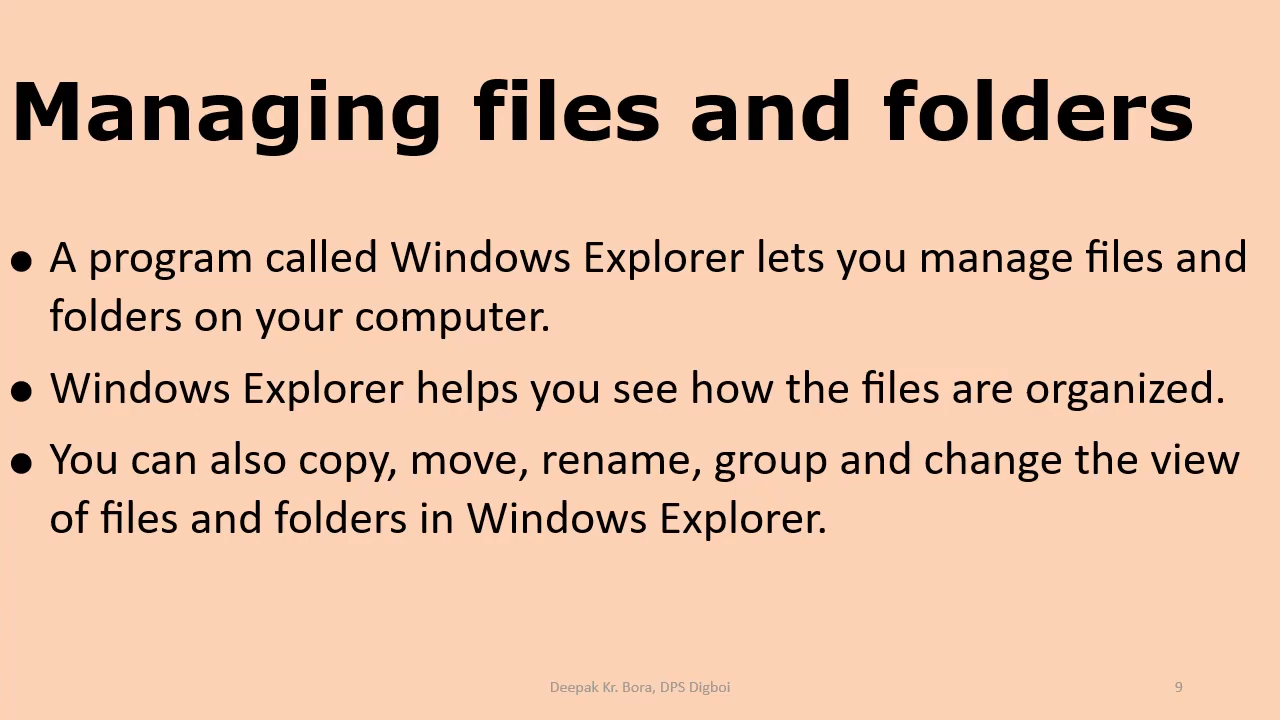 Managing files and folders
● A program called Windows Explorer lets you manage files and
folders on your computer.
● Windows Explorer helps you see how the files are organized.
● You can also copy, move, rename, group and change the view
of files and folders in Windows Explorer.
Deepak Kr. Bora, DPS Digboi
9